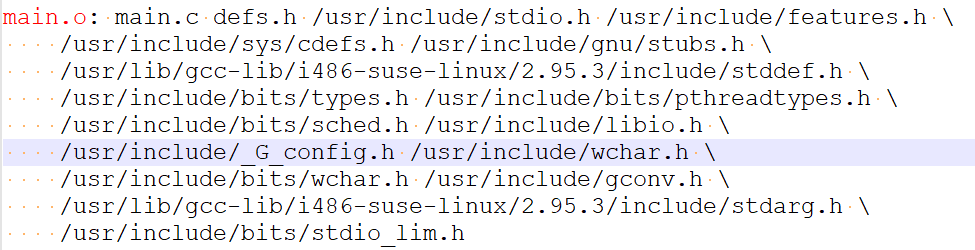 main.o: main.c defs.h /usr/include/stdio.h /usr/include/features.h \
/usr/include/sys/cdefs.h /usr/include/gnu/stubs.h \
/usr/lib/gcc-lib/i486-suse-linux/2.95.3/include/stddef.h \
/usr/include/bits/types.h /usr/include/bits/pthreadtypes.h \
/usr/include/bits/sched.h /usr/include/libio.h \
/usr/include/_G_config.h /usr/include/wchar.h \
/usr/include/bits/wchar.h /usr/include/gconv.h \
/usr/lib/gcc-lib/i486-suse-linux/2.95.3/include/stdarg.h \
/usr/include/bits/stdio_lim.h